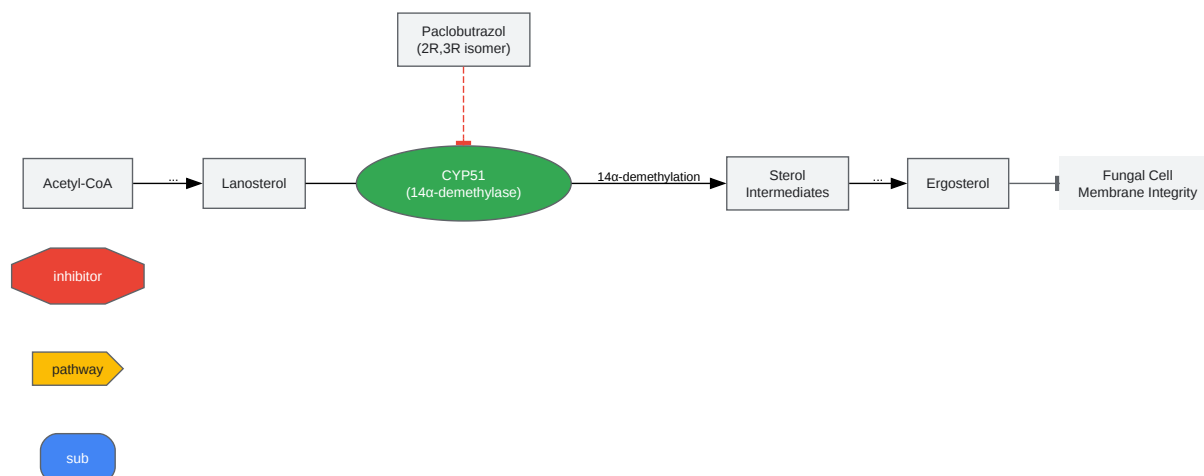 Paclobutrazol
(2R,3R isomer)
Acetyl-CoA
...
Lanosterol
CYP51
(14α-demethylase)
14α-demethylation
Sterol
Intermediates
...
Ergosterol
Fungal Cell
Membrane Integrity
inhibitor
pathway
sub